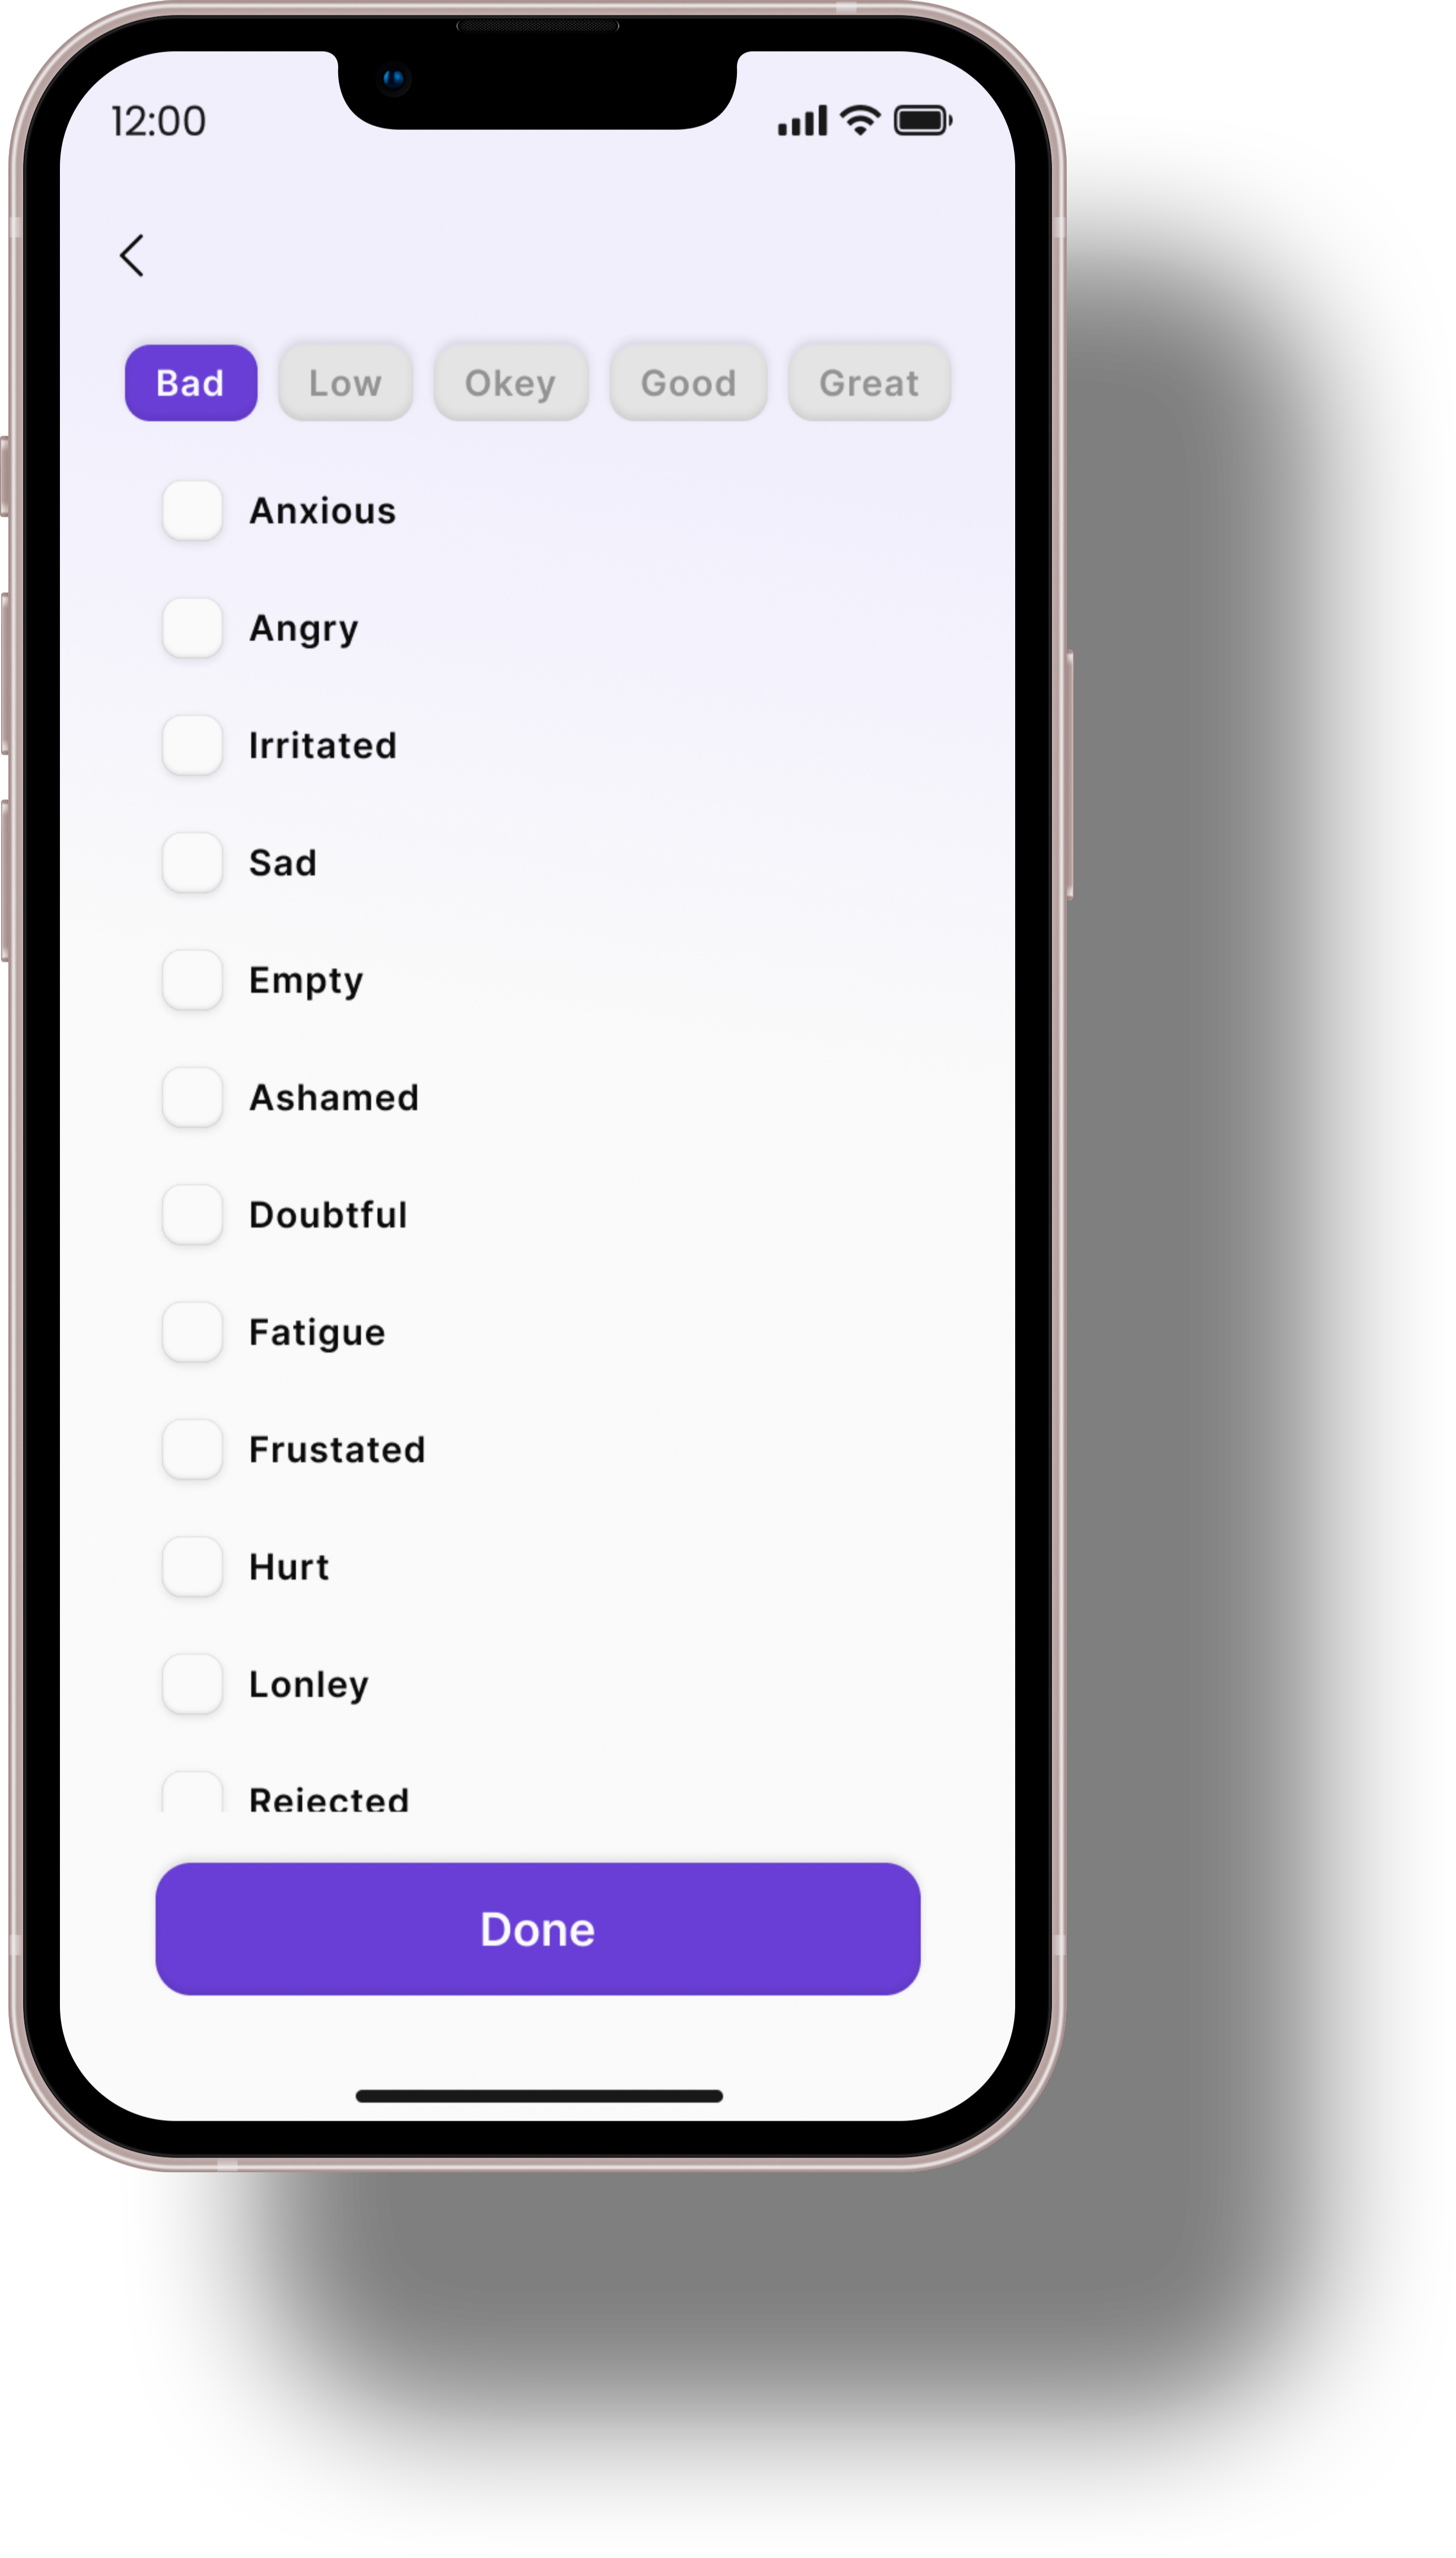 12:00
Bad Low Okey Good Great
Anxious
Angry
Irritated
Sad
Empty
Ashamed
Doubtful
Fatigue
Frustated
Hurt
Lonley
Rejected
Done